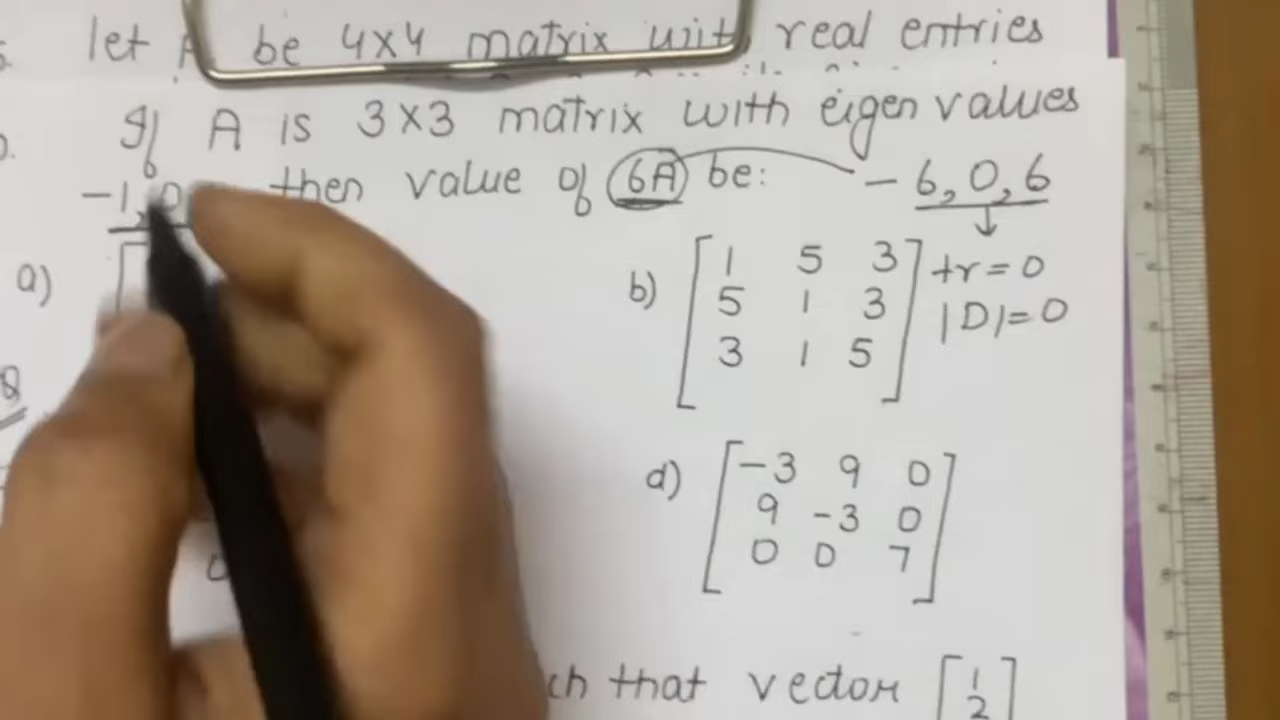 let A be 4x4 matrix with real entries
If A is 3x3 matrix with eigen values
-1,0 then value of 6A be: -6,0,6
a) b) [ 1 5 3 tr=0
5 1 3 |D|=0
3 1 5 ]
d) [ -3 9 0
9 -3 0
0 0 7 ]
ch that vector [ 1
2 ]